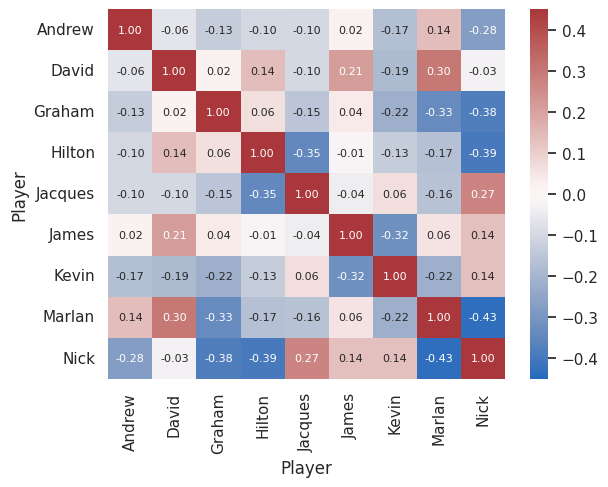 Andrew 1.00 -0.06 -0.13 -0.10 -0.10 0.02 -0.17 0.14 -0.28
David -0.06 1.00 0.02 0.14 -0.10 0.21 -0.19 0.30 -0.03
Graham -0.13 0.02 1.00 0.06 -0.15 0.04 -0.22 -0.33 -0.38
Hilton -0.10 0.14 0.06 1.00 -0.35 -0.01 -0.13 -0.17 -0.39
Jacques -0.10 -0.10 -0.15 -0.35 1.00 -0.04 0.06 -0.16 0.27
James 0.02 0.21 0.04 -0.01 -0.04 1.00 -0.32 0.06 0.14
Kevin -0.17 -0.19 -0.22 -0.13 0.06 -0.32 1.00 -0.22 0.14
Marlan 0.14 0.30 -0.33 -0.17 -0.16 0.06 -0.22 1.00 -0.43
Nick -0.28 -0.03 -0.38 -0.39 0.27 0.14 0.14 -0.43 1.00
Player
Andrew David Graham Hilton Jacques James Kevin Marlan Nick
Player
0.4
0.3
0.2
0.1
0.0
−0.1
−0.2
−0.3
−0.4